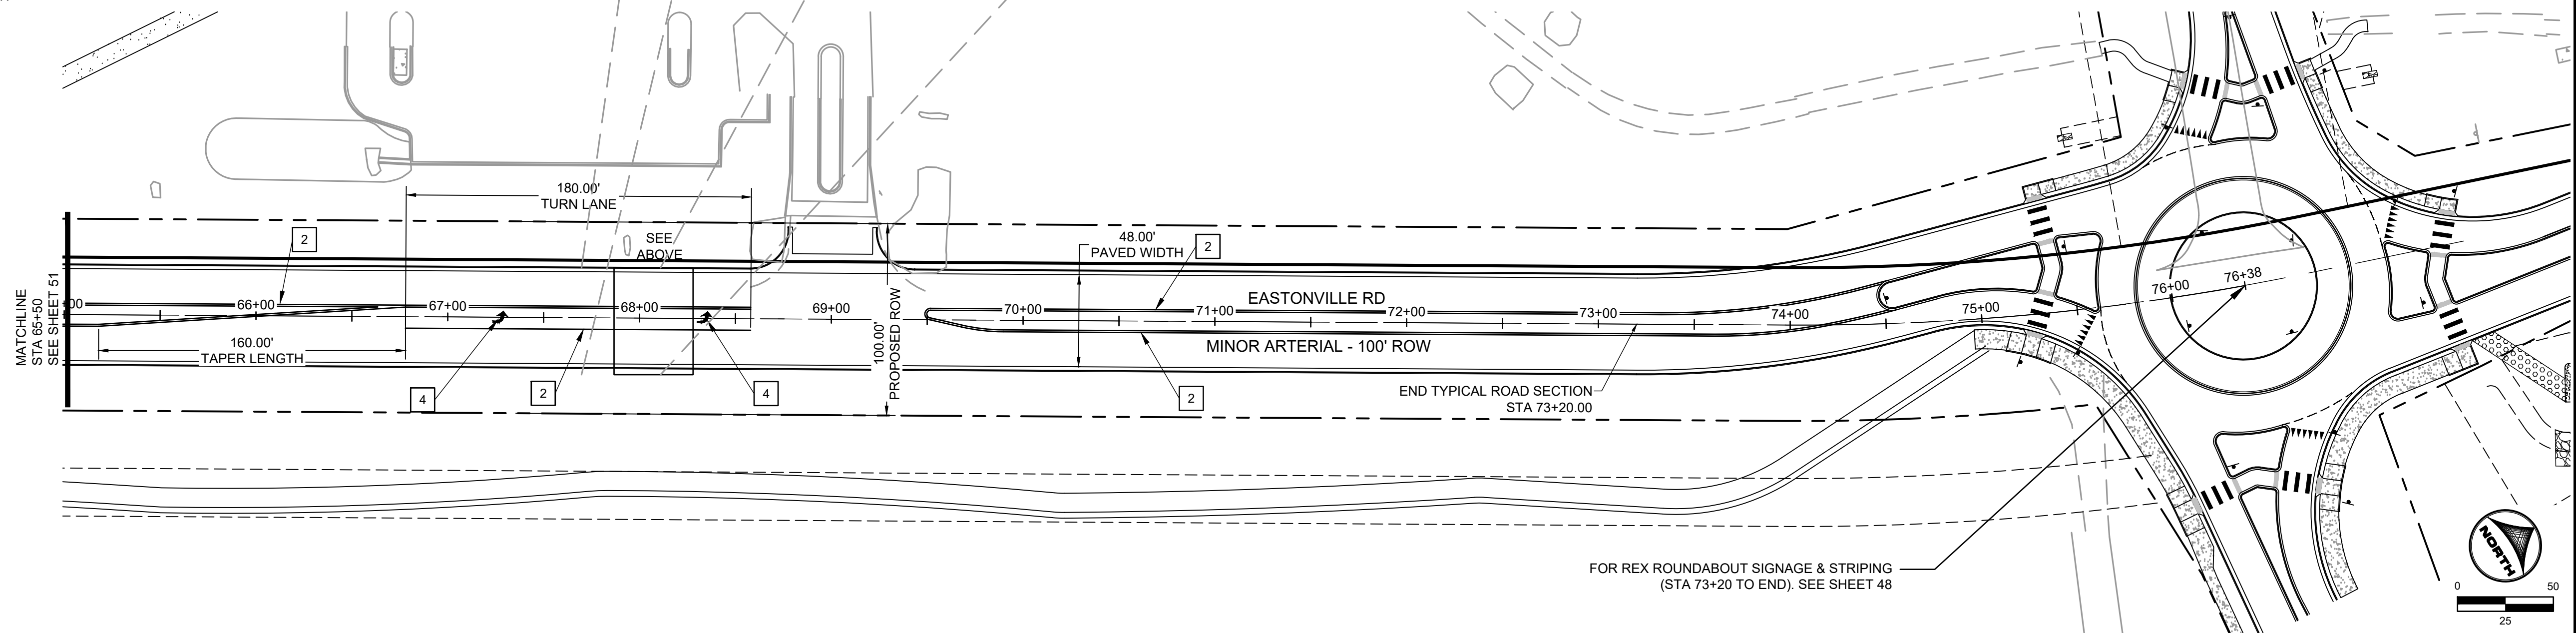 MATCHLINE
STA 65+50
SEE SHEET 51
00
66+00
67+00
68+00
69+00
70+00
71+00
72+00
73+00
74+00
75+00
76+00
76+38
2
160.00'
TAPER LENGTH
180.00'
TURN LANE
SEE
ABOVE
4
2
4
100.00'
PROPOSED ROW
48.00'
PAVED WIDTH
2
EASTONVILLE RD
MINOR ARTERIAL - 100' ROW
2
END TYPICAL ROAD SECTION
STA 73+20.00
FOR REX ROUNDABOUT SIGNAGE & STRIPING
(STA 73+20 TO END). SEE SHEET 48
NORTH
0
50
25